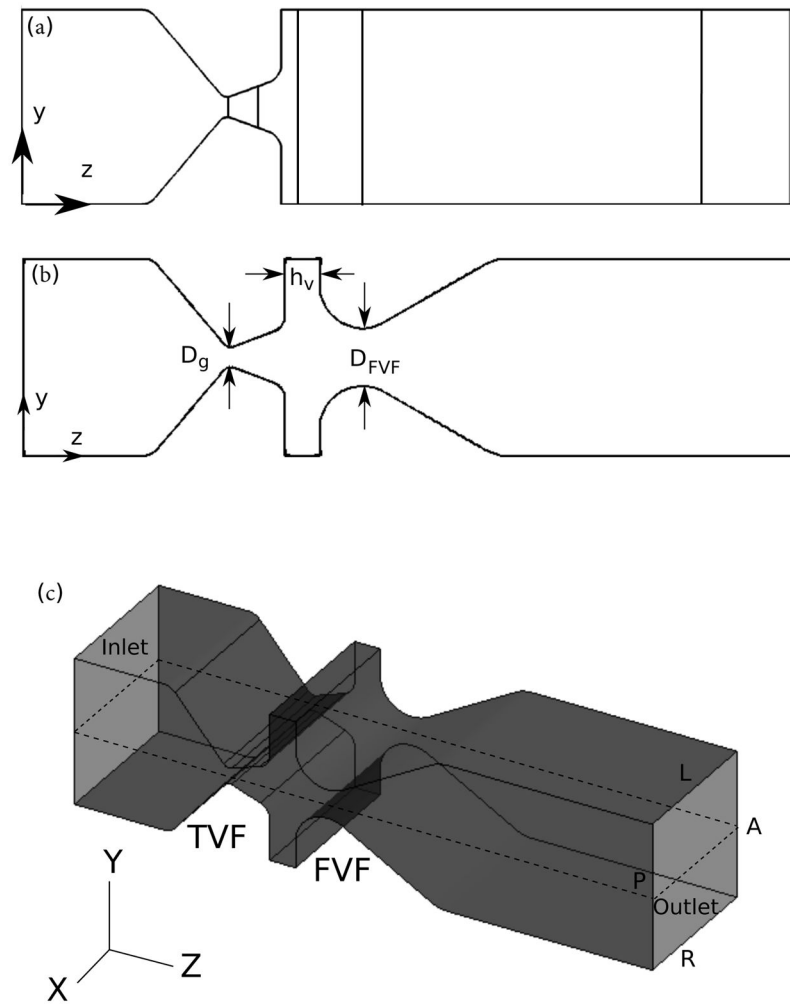 (a)
y
z
(b)
h_v
D_g
D_FVF
y
z
(c)
Inlet
L
TVF
A
FVF
P
Outlet
Y
R
Z
X